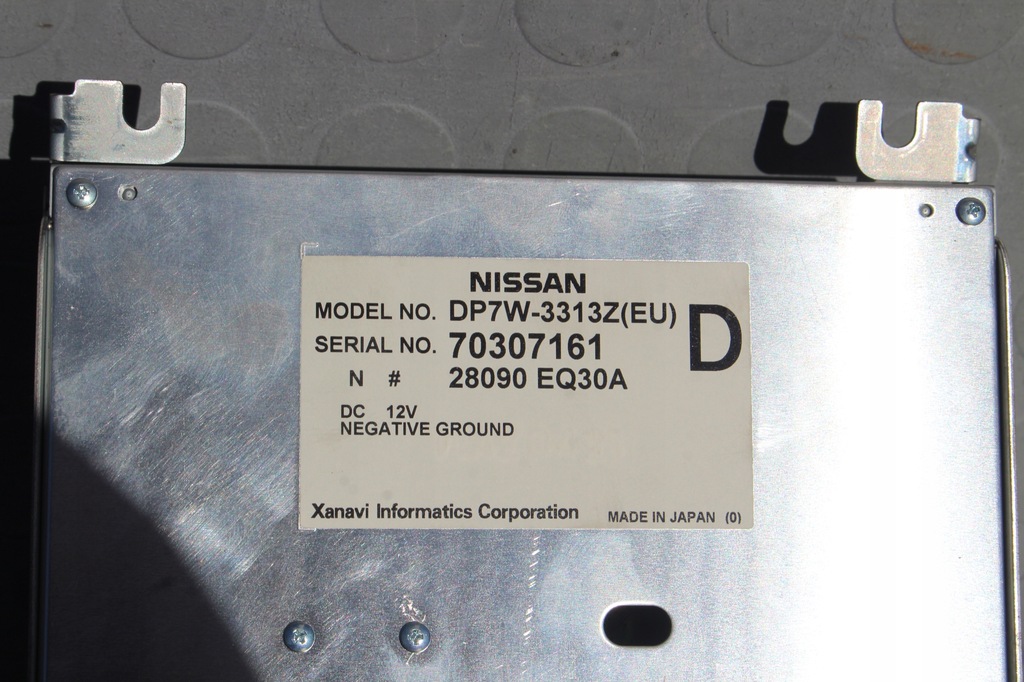 NISSAN
MODEL NO. DP7W-3313Z(EU)
D
SERIAL NO. 70307161
N # 28090 EQ30A
DC 12V
NEGATIVE GROUND
Xanavi Informatics Corporation
MADE IN JAPAN (0)